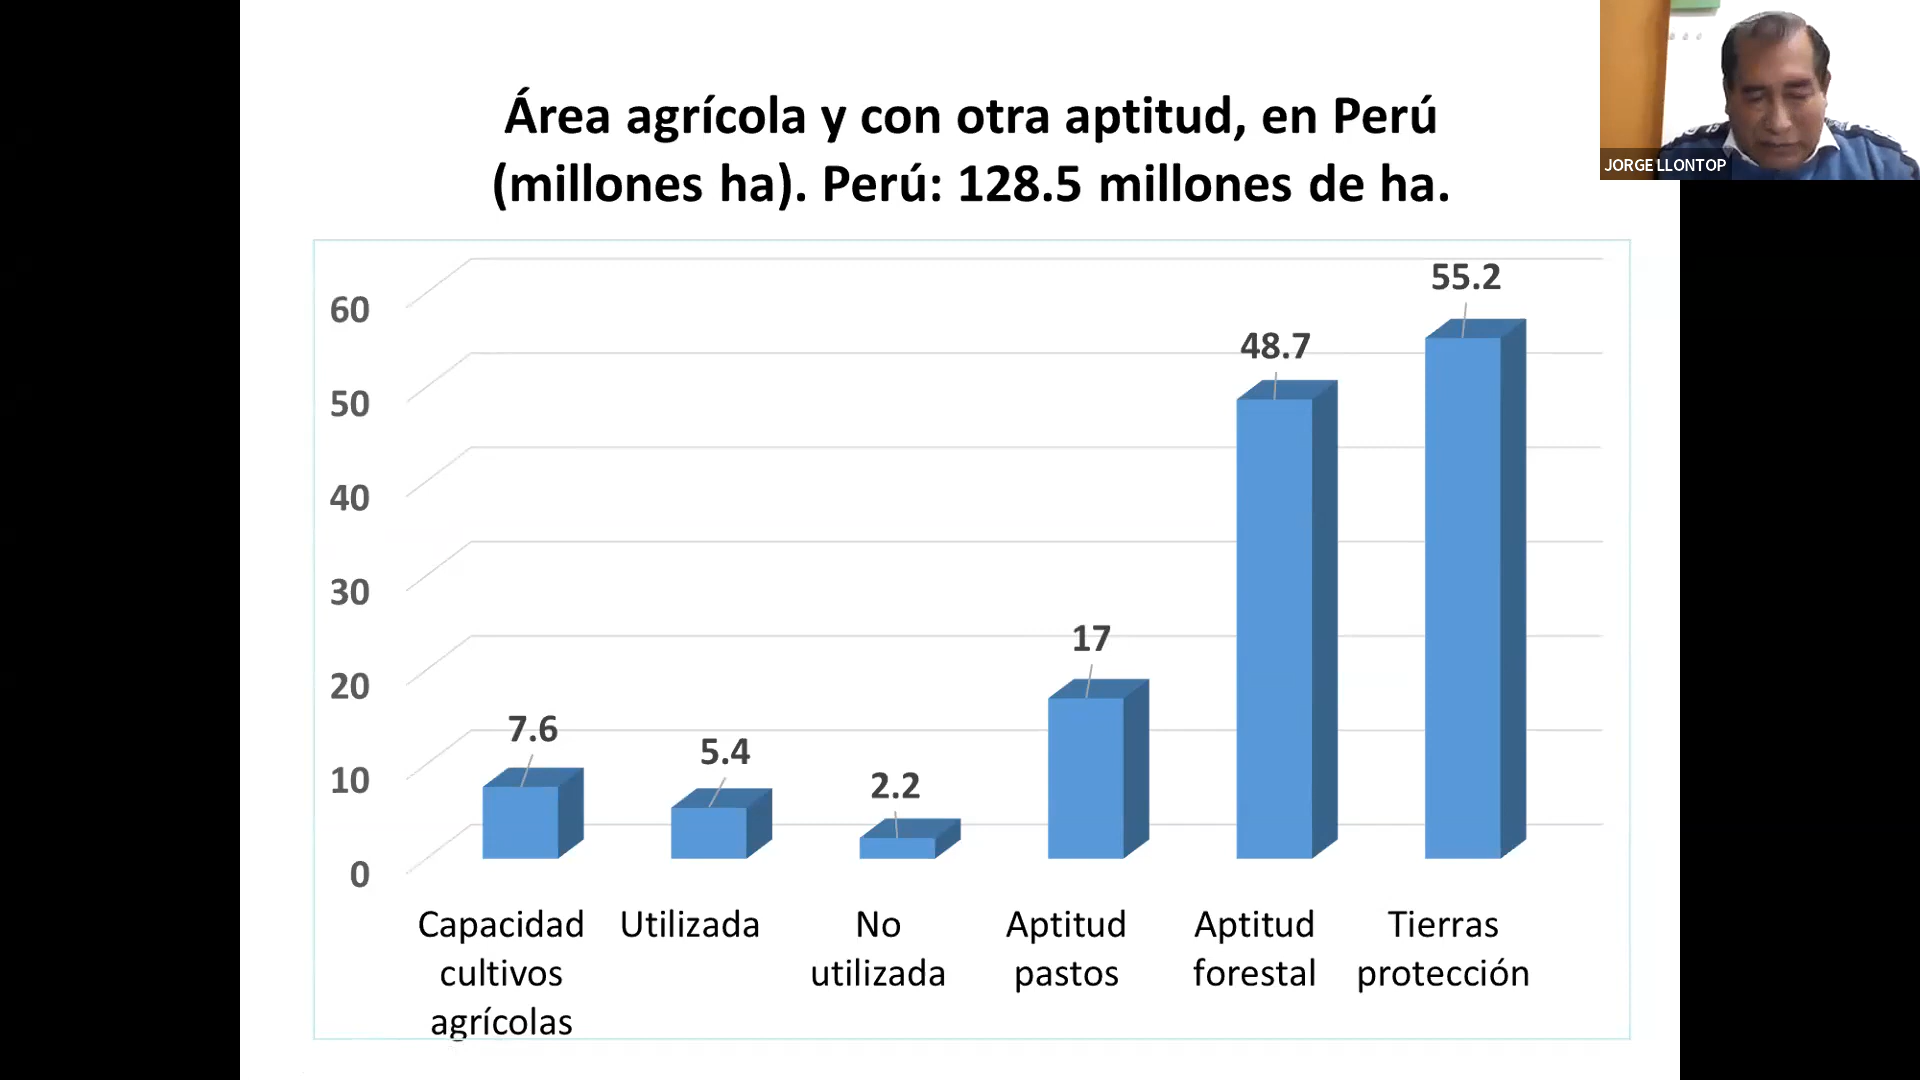 Área agrícola y con otra aptitud, en Perú
(millones ha). Perú: 128.5 millones de ha.
JORGE LLONTOP
60
50
40
30
20
10
0
7.6
5.4
2.2
17
48.7
55.2
Capacidad
cultivos
agrícolas
Utilizada
No
utilizada
Aptitud
pastos
Aptitud
forestal
Tierras
protección